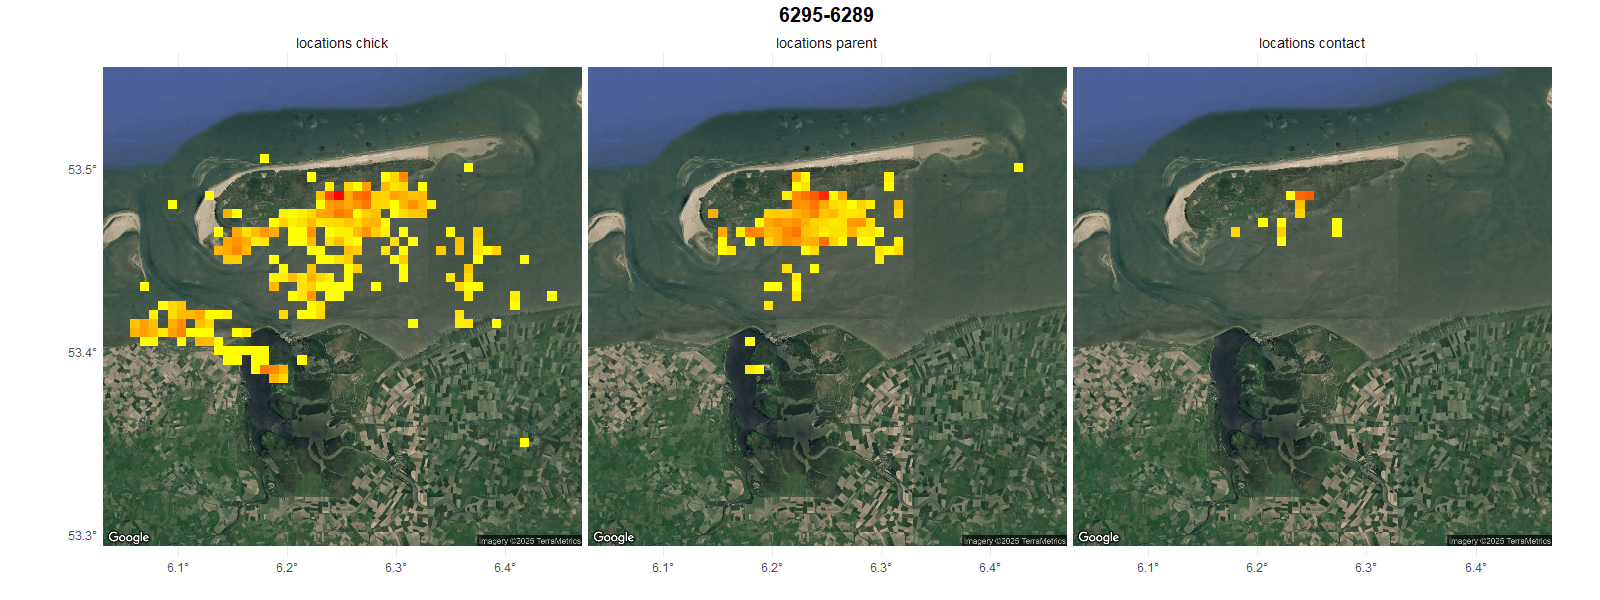 6295-6289
locations chick
locations parent
locations contact
53.5°
53.4°
53.3°
Google
Imagery ©2025 TerraMetrics
Google
Imagery ©2025 TerraMetrics
Google
Imagery ©2025 TerraMetrics
6.1°
6.2°
6.3°
6.4°
6.1°
6.2°
6.3°
6.4°
6.1°
6.2°
6.3°
6.4°